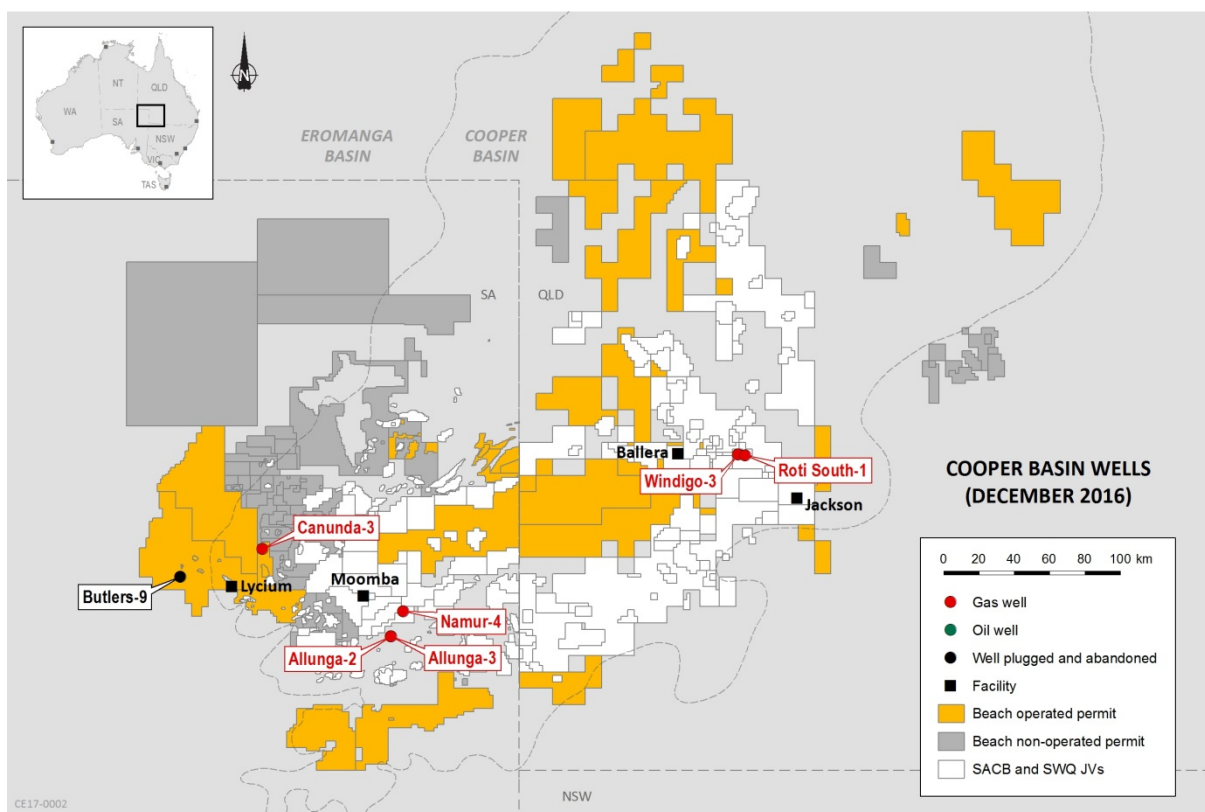 NT
QLD
WA
SA
NSW
VIC
TAS
N
EROMANGA
BASIN
COOPER
BASIN
SA
QLD
Ballera
Windigo-3
Roti South-1
Jackson
COOPER BASIN WELLS
(DECEMBER 2016)
Canunda-3
Butlers-9
Lycium
Moomba
Namur-4
Allunga-2
Allunga-3
0 20 40 60 80 100 km
Gas well
Oil well
Well plugged and abandoned
Facility
Beach operated permit
Beach non-operated permit
SACB and SWQ JVs
CE17-0002
NSW